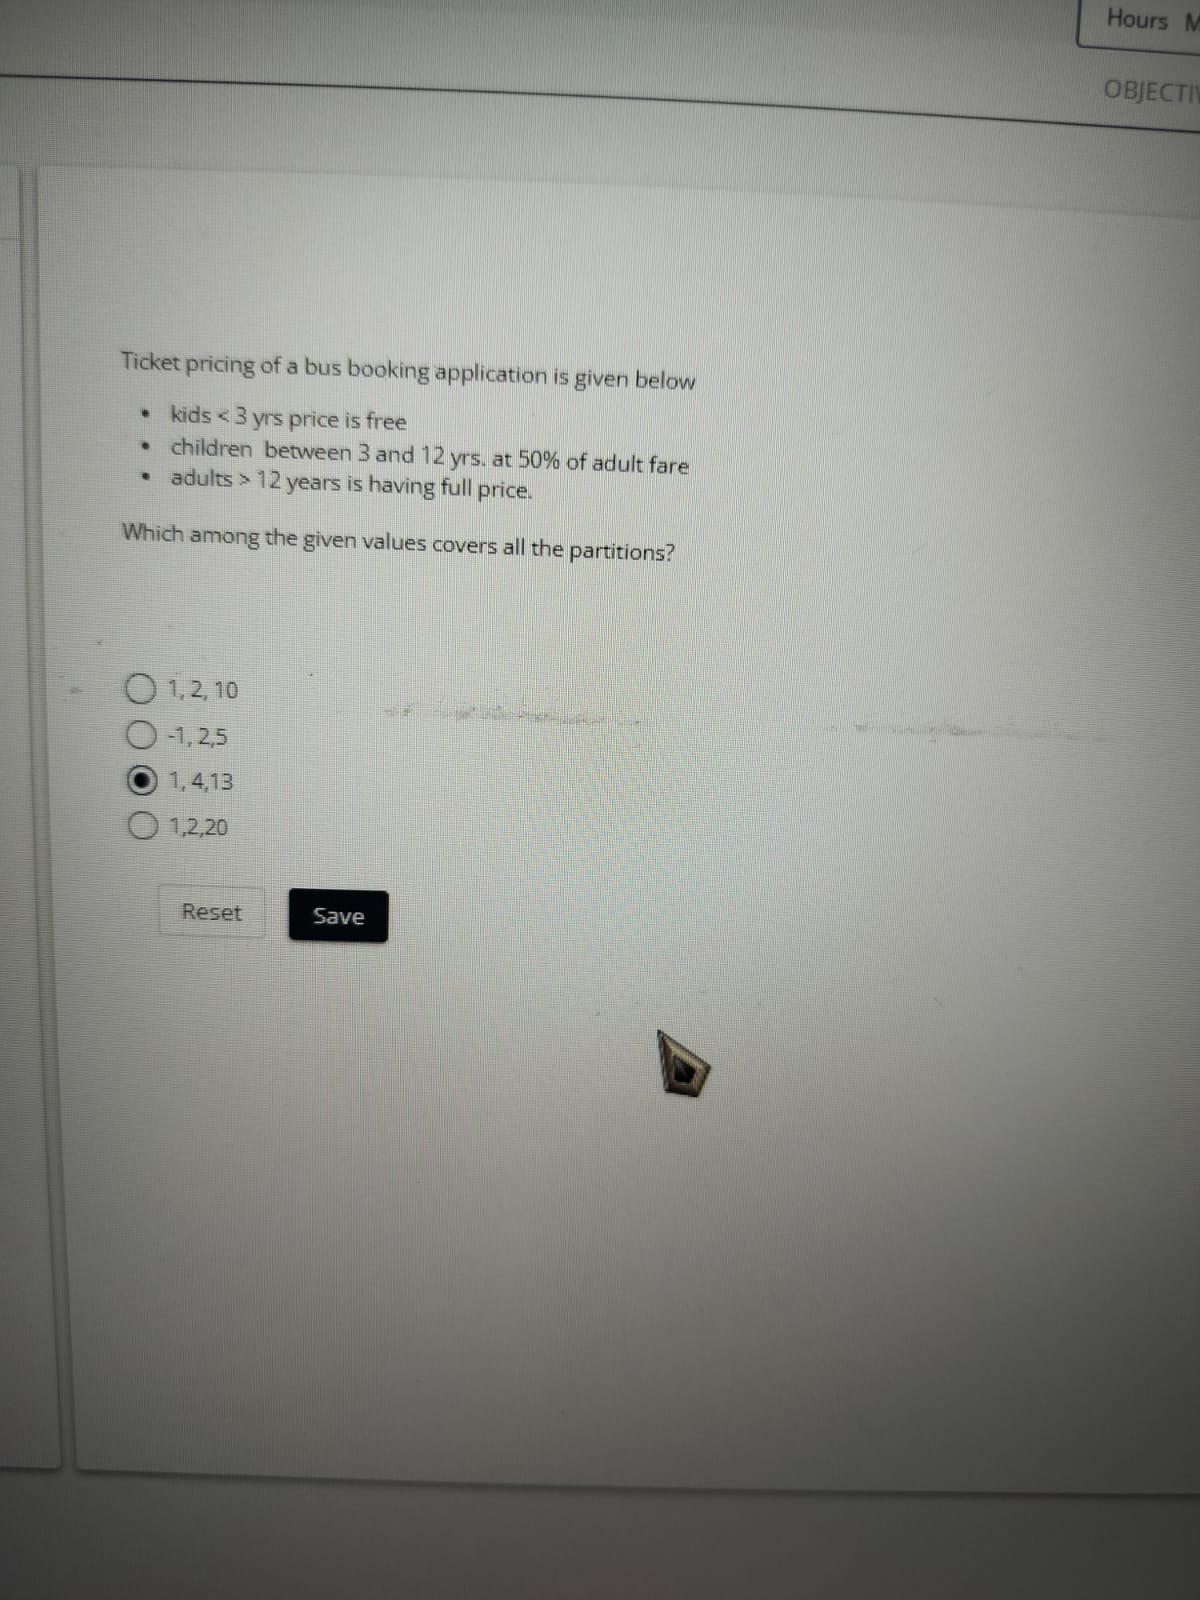 Hours
Ticket pricing of a bus booking application is given below
• kids < 3 yrs price is free
• children between 3 and 12 yrs. at 50% of adult fare
• adults > 12 years is having full price.
Which among the given values covers all the partitions?
1, 2, 10
-1, 2,5
1, 4,13
1,2,20
Reset Save